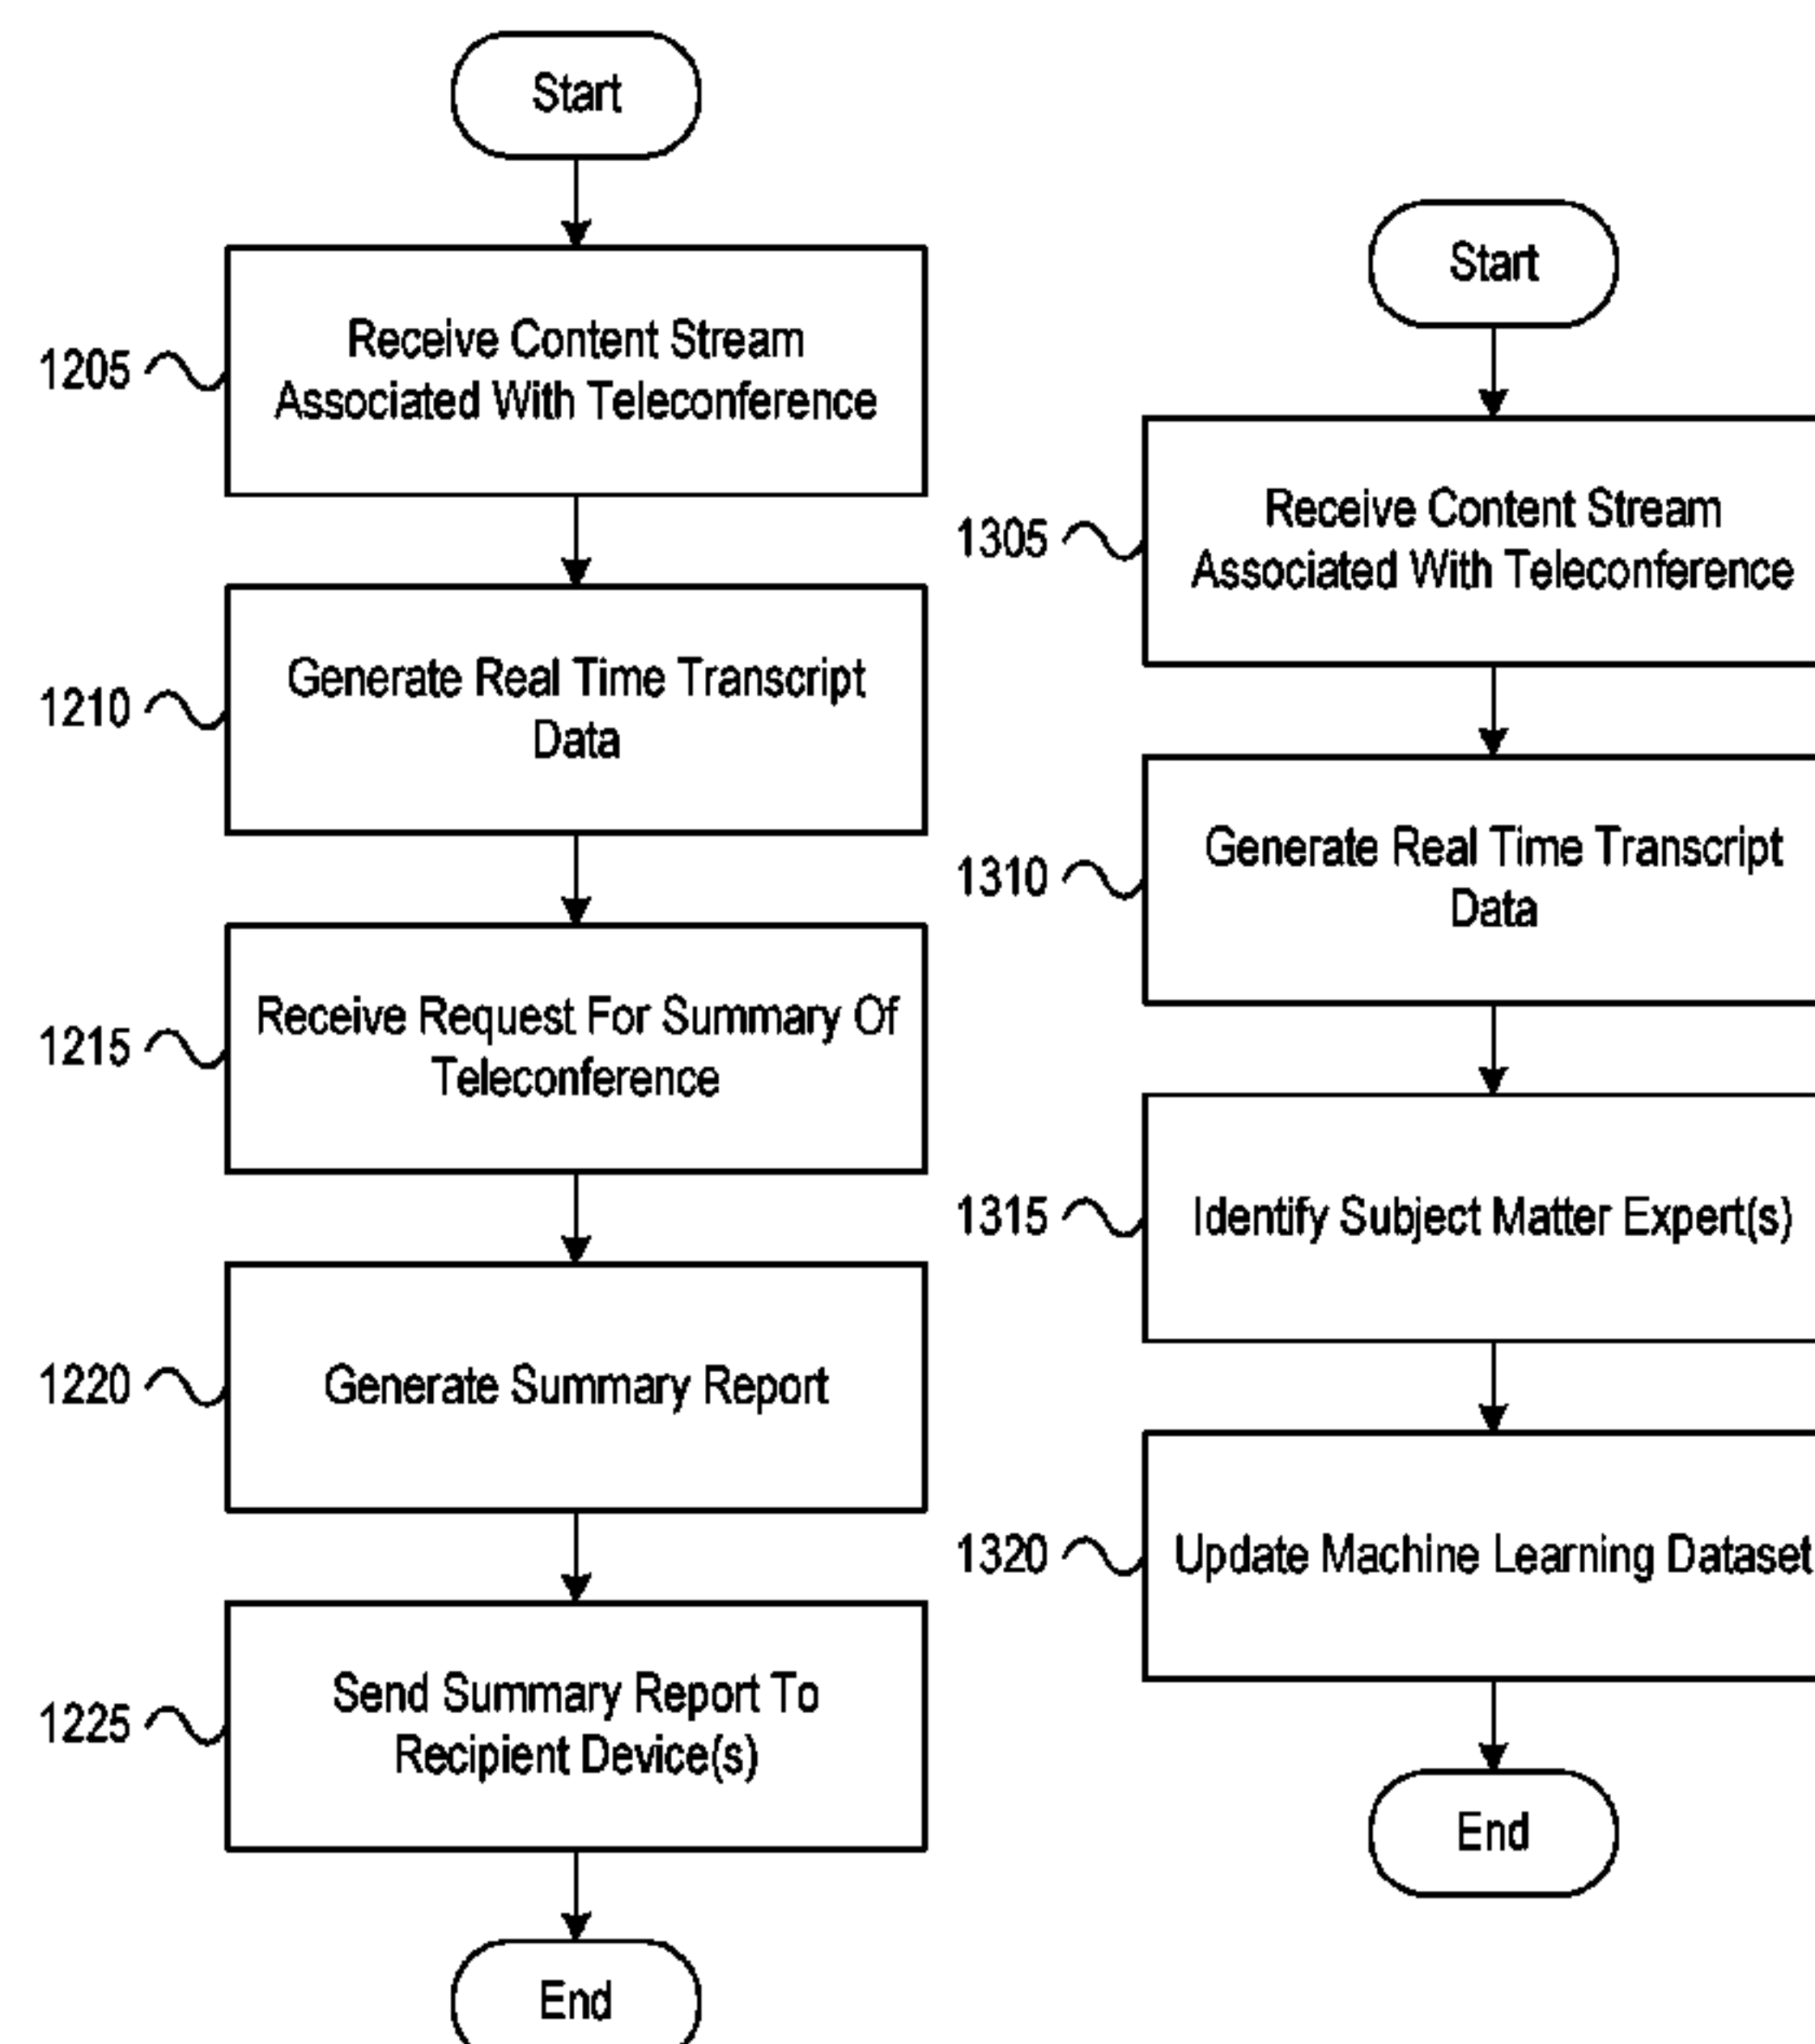 Start
1205
Receive Content Stream
Associated With Teleconference
1210
Generate Real Time Transcript
Data
1215
Receive Request For Summary Of
Teleconference
1220
Generate Summary Report
1225
Send Summary Report To
Recipient Device(s)
End
Start
1305
Receive Content Stream
Associated With Teleconference
1310
Generate Real Time Transcript
Data
1315
Identify Subject Matter Expert(s)
1320
Update Machine Learning Dataset
End